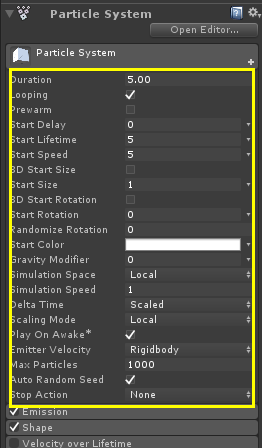 Particle System
Open Editor...
Particle System
Duration 5.00
Looping
Prewarm
Start Delay 0
Start Lifetime 5
Start Speed 5
3D Start Size
Start Size 1
3D Start Rotation
Start Rotation 0
Randomize Rotation 0
Start Color
Gravity Modifier 0
Simulation Space Local
Simulation Speed 1
Delta Time Scaled
Scaling Mode Local
Play On Awake*
Emitter Velocity Rigidbody
Max Particles 1000
Auto Random Seed
Stop Action None
Emission
Shape
Velocity over Lifetime